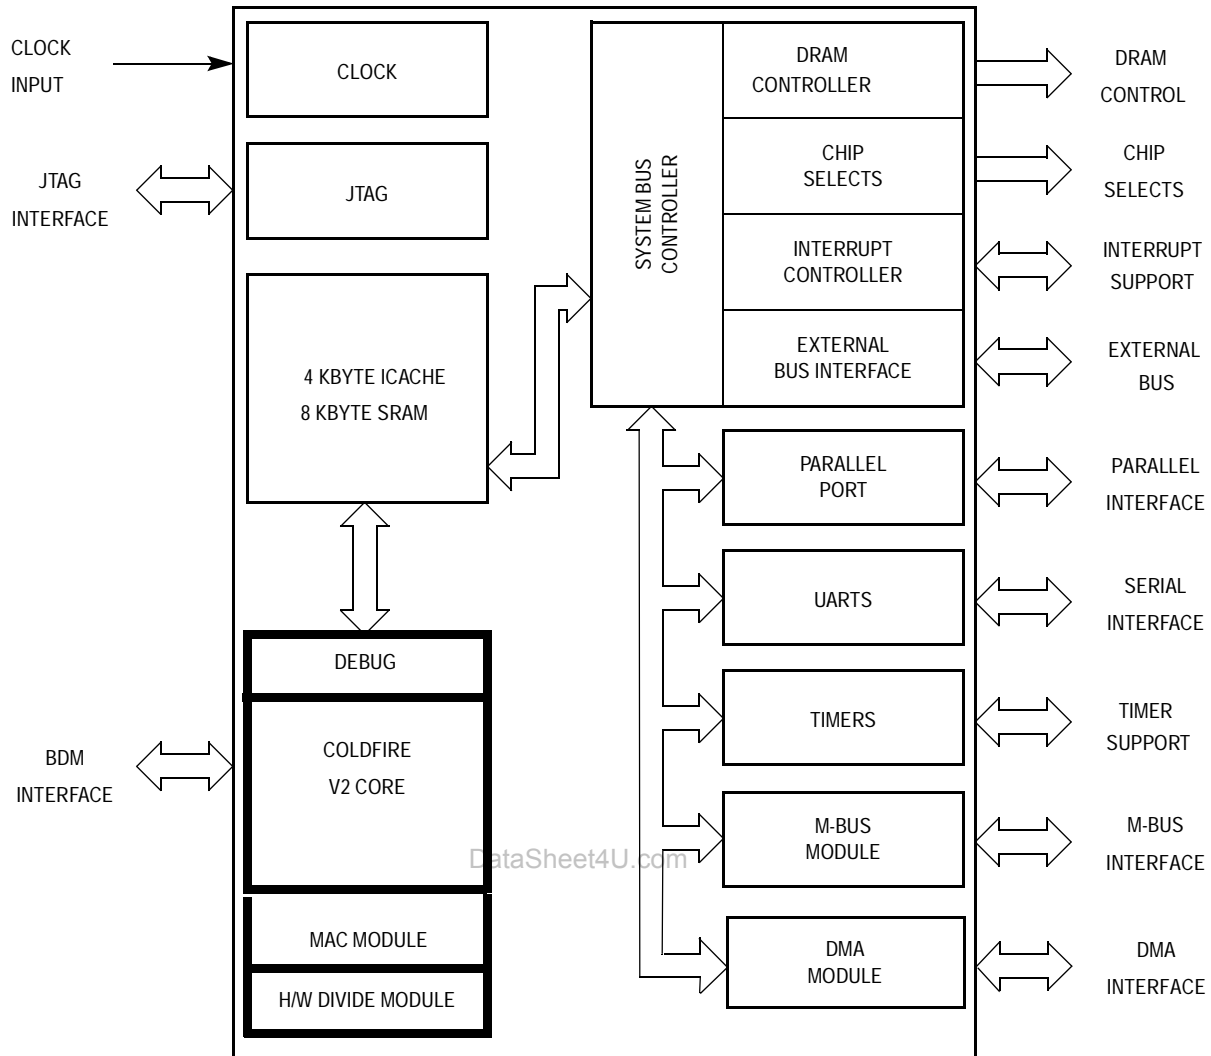 CLOCK
INPUT
CLOCK
JTAG
INTERFACE
JTAG
4 KBYTE ICACHE
8 KBYTE SRAM
DEBUG
COLDFIRE
V2 CORE
BDM
INTERFACE
MAC MODULE
H/W DIVIDE MODULE
SYSTEM BUS
CONTROLLER
DRAM
CONTROLLER
DRAM
CONTROL
CHIP
SELECTS
CHIP
SELECTS
INTERRUPT
CONTROLLER
INTERRUPT
SUPPORT
EXTERNAL
BUS INTERFACE
EXTERNAL
BUS
PARALLEL
PORT
PARALLEL
INTERFACE
UARTS
SERIAL
INTERFACE
TIMERS
TIMER
SUPPORT
M-BUS
MODULE
M-BUS
INTERFACE
DMA
MODULE
DMA
INTERFACE
DataSheet4U.com